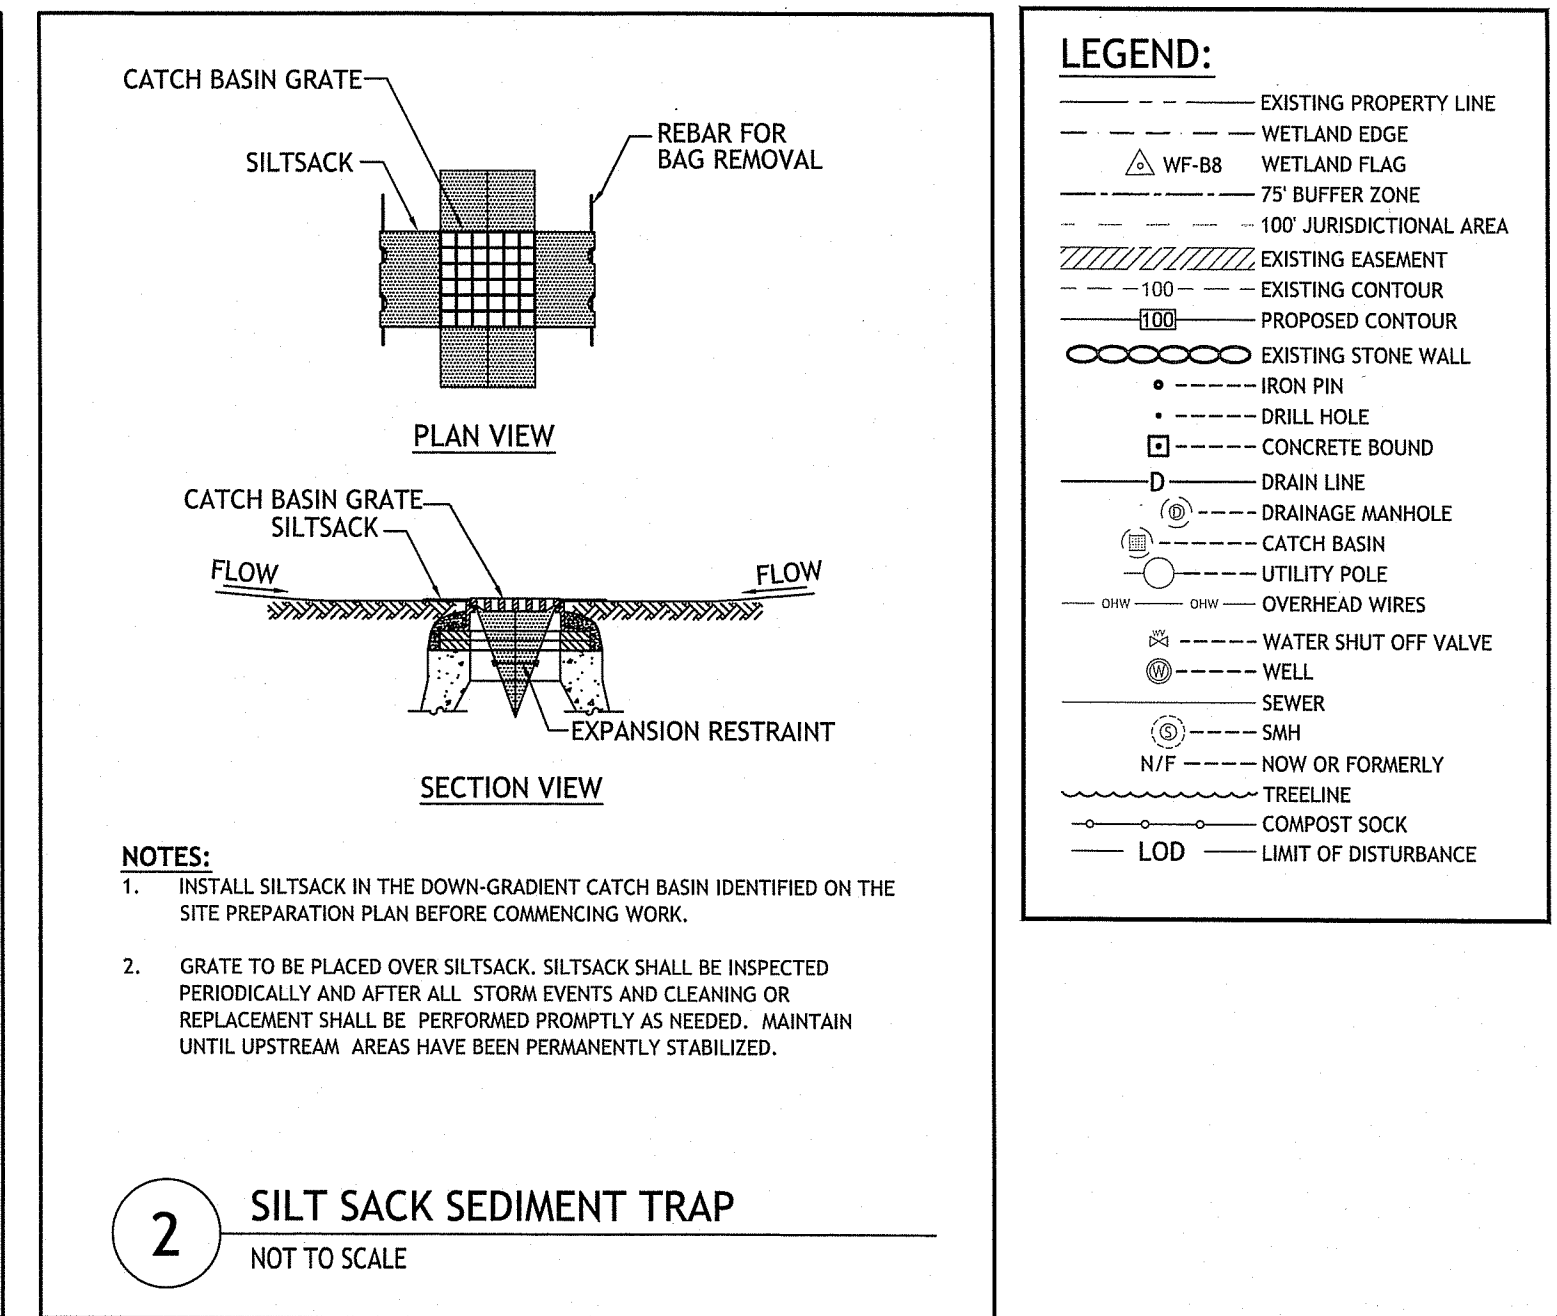 CATCH BASIN GRATE
SILTSACK
REBAR FOR
BAG REMOVAL
PLAN VIEW
CATCH BASIN GRATE
SILTSACK
FLOW
FLOW
EXPANSION RESTRAINT
SECTION VIEW
NOTES:
1. INSTALL SILTSACK IN THE DOWN-GRADIENT CATCH BASIN IDENTIFIED ON THE
SITE PREPARATION PLAN BEFORE COMMENCING WORK.
2. GRATE TO BE PLACED OVER SILTSACK. SILTSACK SHALL BE INSPECTED
PERIODICALLY AND AFTER ALL STORM EVENTS AND CLEANING OR
REPLACEMENT SHALL BE PERFORMED PROMPTLY AS NEEDED. MAINTAIN
UNTIL UPSTREAM AREAS HAVE BEEN PERMANENTLY STABILIZED.
2 SILT SACK SEDIMENT TRAP
NOT TO SCALE
LEGEND:
EXISTING PROPERTY LINE
WETLAND EDGE
WF-B8 WETLAND FLAG
75' BUFFER ZONE
100' JURISDICTIONAL AREA
EXISTING EASEMENT
100 EXISTING CONTOUR
100 PROPOSED CONTOUR
EXISTING STONE WALL
IRON PIN
DRILL HOLE
CONCRETE BOUND
D DRAIN LINE
D DRAINAGE MANHOLE
CATCH BASIN
UTILITY POLE
OHW OHW OVERHEAD WIRES
WV WATER SHUT OFF VALVE
W WELL
SEWER
S SMH
N/F NOW OR FORMERLY
TREELINE
COMPOST SOCK
LOD LIMIT OF DISTURBANCE